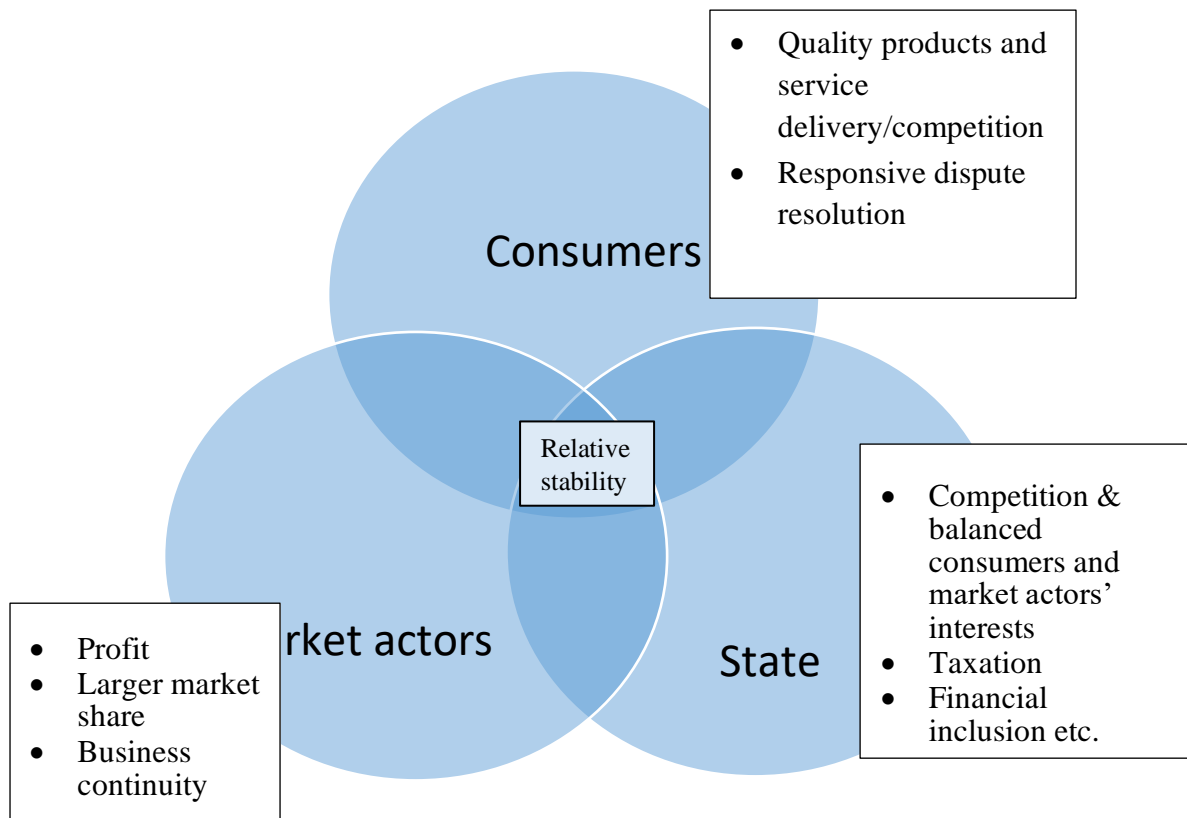 • Quality products and
service
delivery/competition
• Responsive dispute
resolution
Consumers
Relative
stability
• Competition &
balanced
consumers and
market actors’
interests
• Taxation
• Financial
inclusion etc.
State
rket actors
• Profit
• Larger market
share
• Business
continuity